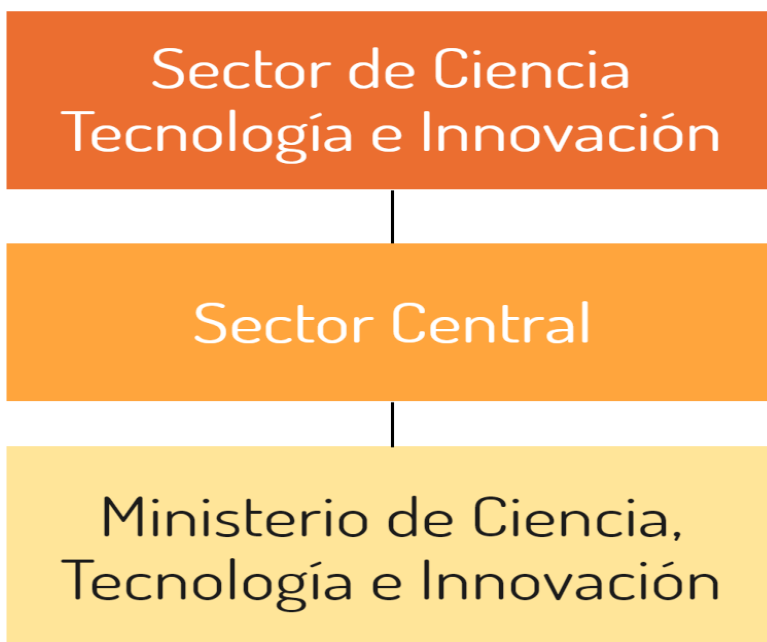 Sector de Ciencia
Tecnología e Innovación
Sector Central
Ministerio de Ciencia,
Tecnología e Innovación